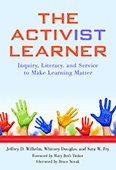 THE
ACTIVIST
LEARNER
Inquiry, Literacy, and Service
to Make Learning Matter
Jeffrey D. Wilhelm, Whitney Douglas, and Sara W. Fry
Foreword by Mary Beth Tinker
Afterword by Bruce Novak